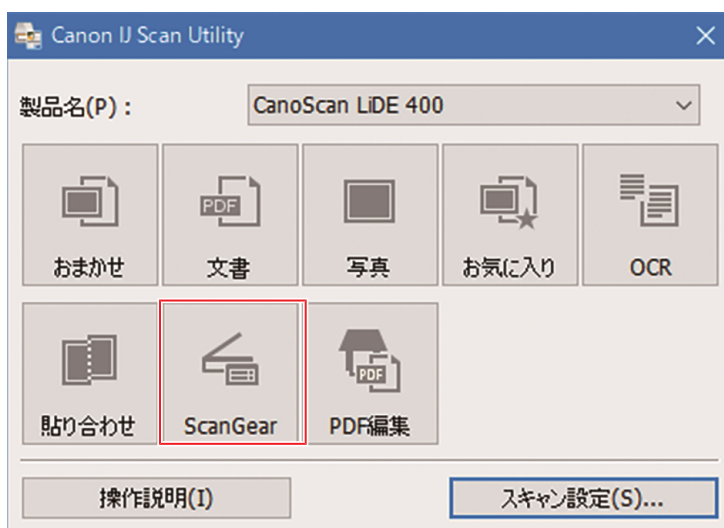 Canon IJ Scan Utility
製品名(P) : CanoScan LiDE 400
おまかせ 文書 写真 お気に入り OCR
PDF
貼り合わせ ScanGear PDF編集
PDF
操作説明(I) スキャン設定(S)...